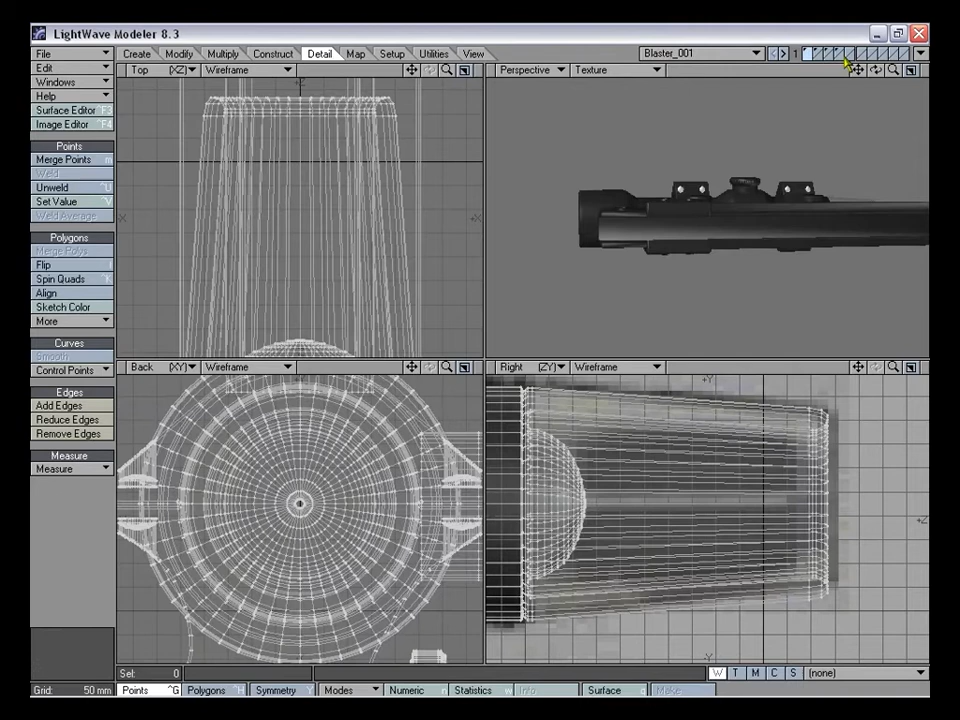 LightWave Modeler 8.3
File
Create Modify Multiply Construct Detail Map Setup Utilities View
Blaster_001
1
Edit
Top (XZ) Wireframe
Perspective Texture
Windows
Help
Surface Editor F3
Image Editor F4
Points
Merge Points m
Weld
Unweld ^U
Set Value ^V
Weld Average
Polygons
Merge Polys
Flip f
Spin Quads ^K
Align
Sketch Color
More
Curves
Smooth
Control Points
Back (XY) Wireframe
Right (ZY) Wireframe
Edges
Add Edges
Reduce Edges
Remove Edges
Measure
Measure
Sel: 0
W T M C S (none)
Grid: 50 mm
Points ^G Polygons ^H Symmetry Y Modes Numeric n Statistics w Info Surface q Make